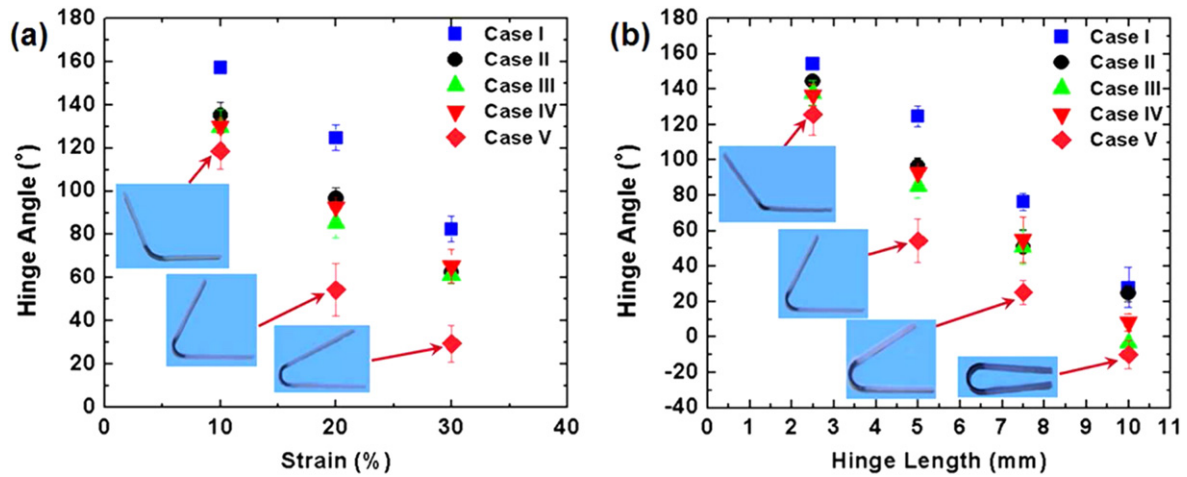 (a)
Hinge Angle (°)
180
160
140
120
100
80
60
40
20
0
Case I
Case II
Case III
Case IV
Case V
0 10 20 30 40
Strain (%)
(b)
Hinge Angle (°)
180
160
140
120
100
80
60
40
20
0
-20
-40
Case I
Case II
Case III
Case IV
Case V
0 1 2 3 4 5 6 7 8 9 10 11
Hinge Length (mm)